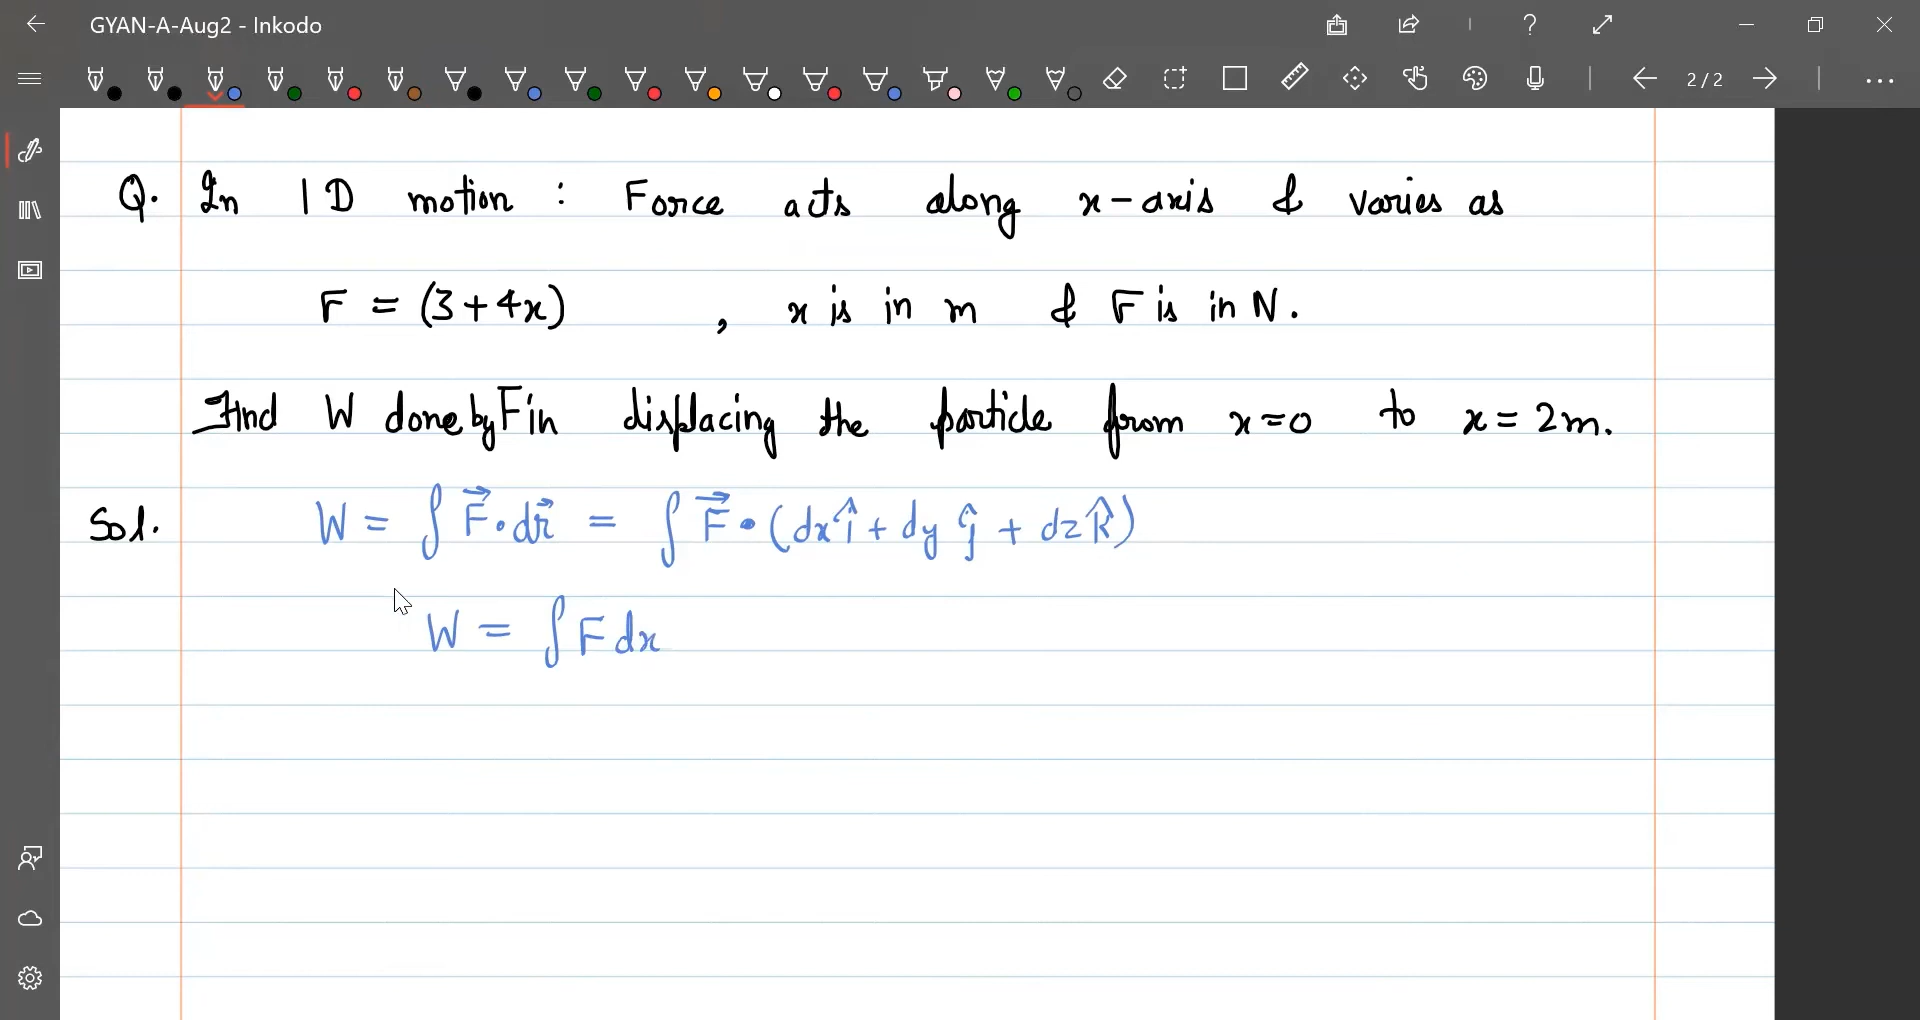 GYAN-A-Aug2 - Inkodo
2/2
Q. In 1D motion : Force acts along x-axis & varies as
F = (3+4x) , x is in m & F is in N.
Find W done by F in displacing the particle from x=0 to x= 2m.
Sol. W = ∫ F⃗ • dr⃗ = ∫ F⃗ • (dx î + dy ĵ + dz k̂)
W = ∫ F dx